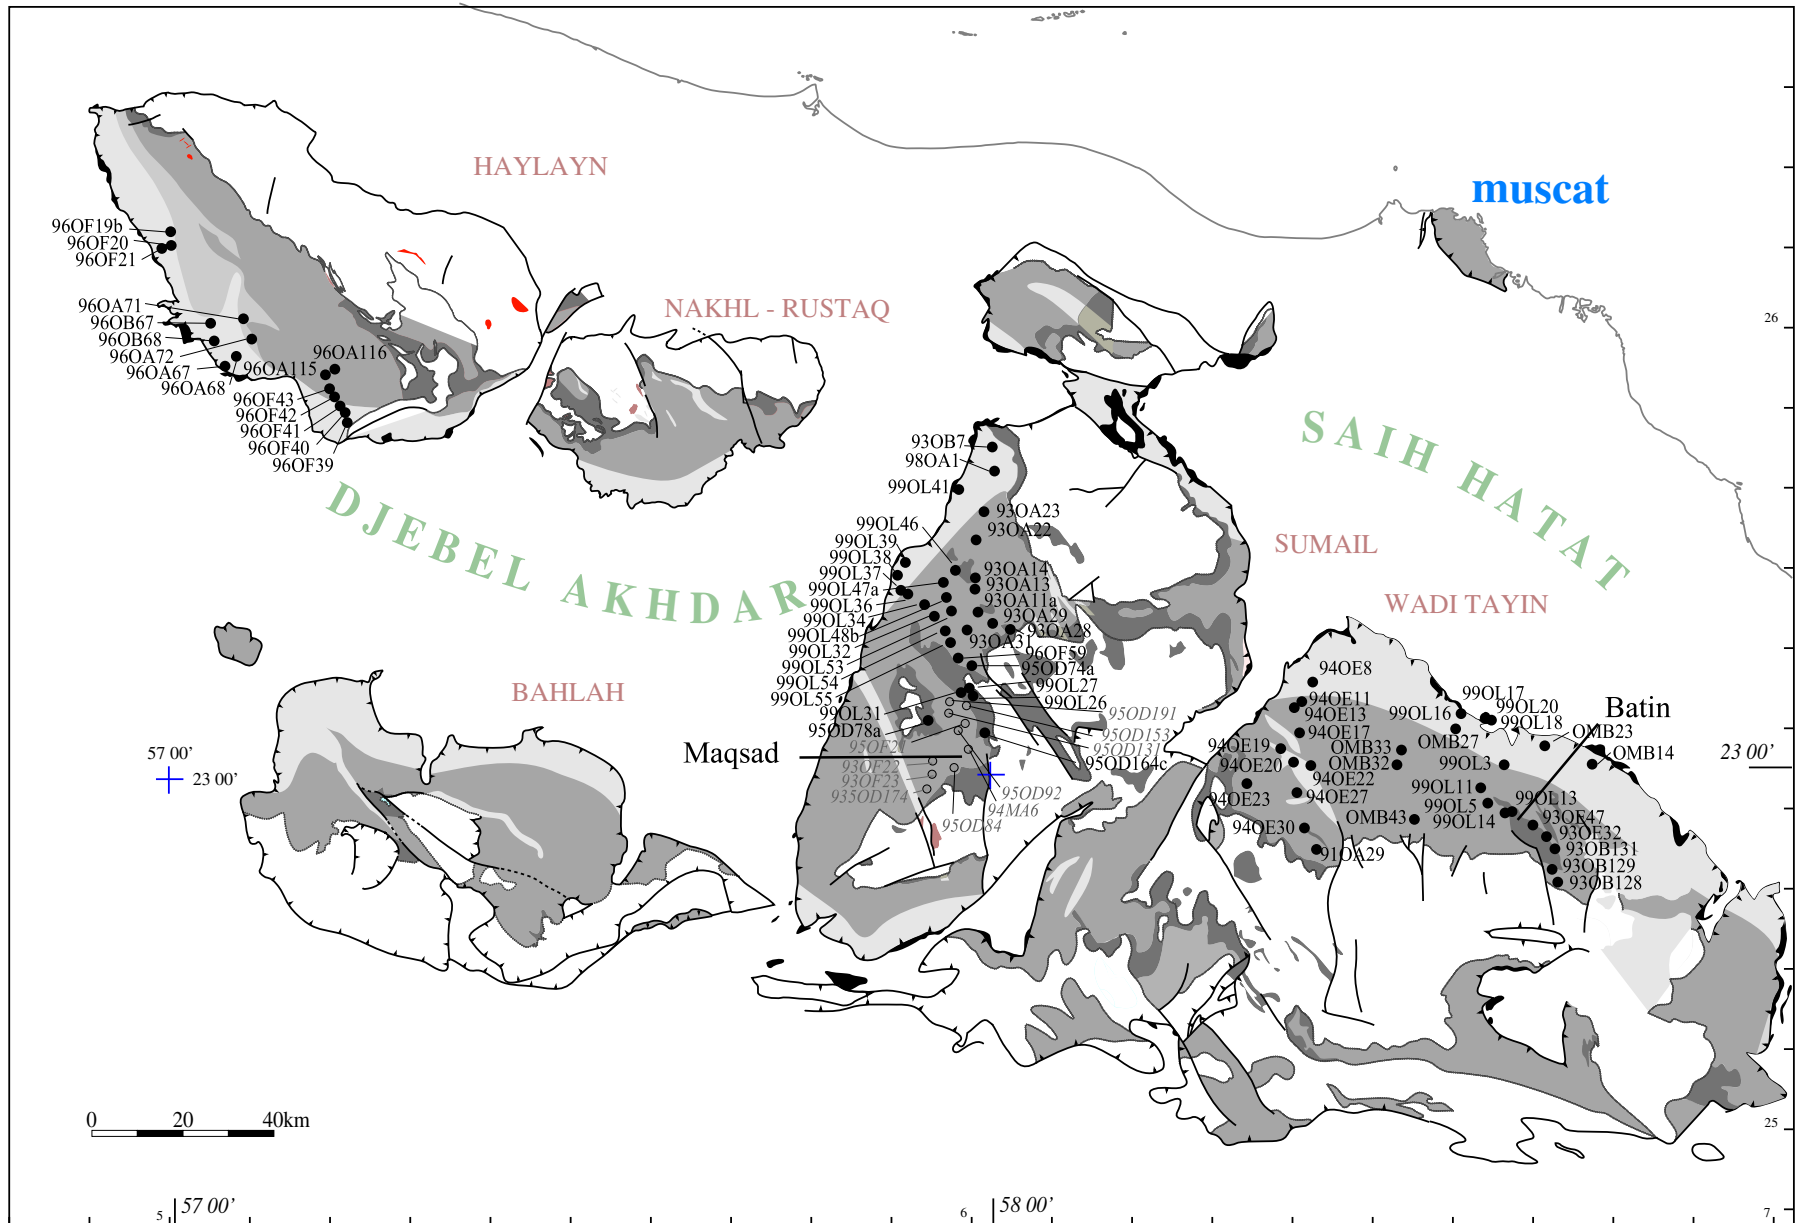 muscat
HAYLAYN
NAKHL - RUSTAQ
SAIH HATAT
DJEBEL AKHDAR
SUMAIL
WADI TAYIN
BAHLAH
Batin
Maqsad
96OF19b
96OF20
96OF21
96OA71
96OB67
96OB68
96OA72
96OA67
96OA68
96OA116
96OA115
96OF43
96OF42
96OF41
96OF40
96OF39
93OB7
98OA1
99OL41
93OA23
93OA22
99OL46
99OL39
99OL38
99OL37
99OL47a
99OL36
99OL34
99OL48b
99OL32
99OL53
99OL54
99OL55
99OL31
95OD78a
93OA14
93OA13
93OA11a
93OA29
93OA28
93OA31
96OF59
95OD74a
99OL27
99OL26
95OD191
95OD153
95OD131
95OD164c
95OF21
93OF22
93OF23
935OD174
95OD92
94MA6
95OD84
94OE8
94OE11
94OE13
94OE17
94OE19
94OE20
94OE22
94OE23
94OE27
94OE30
91OA29
OMB33
OMB32
OMB43
99OL16
99OL17
99OL20
99OL18
OMB27
OMB23
OMB14
99OL3
99OL11
99OL5
99OL13
99OL14
93OE47
93OE32
93OB131
93OB129
93OB128
57 00'
23 00'
26
23 00'
25
0 20 40km
5
57 00'
6
58 00'
7